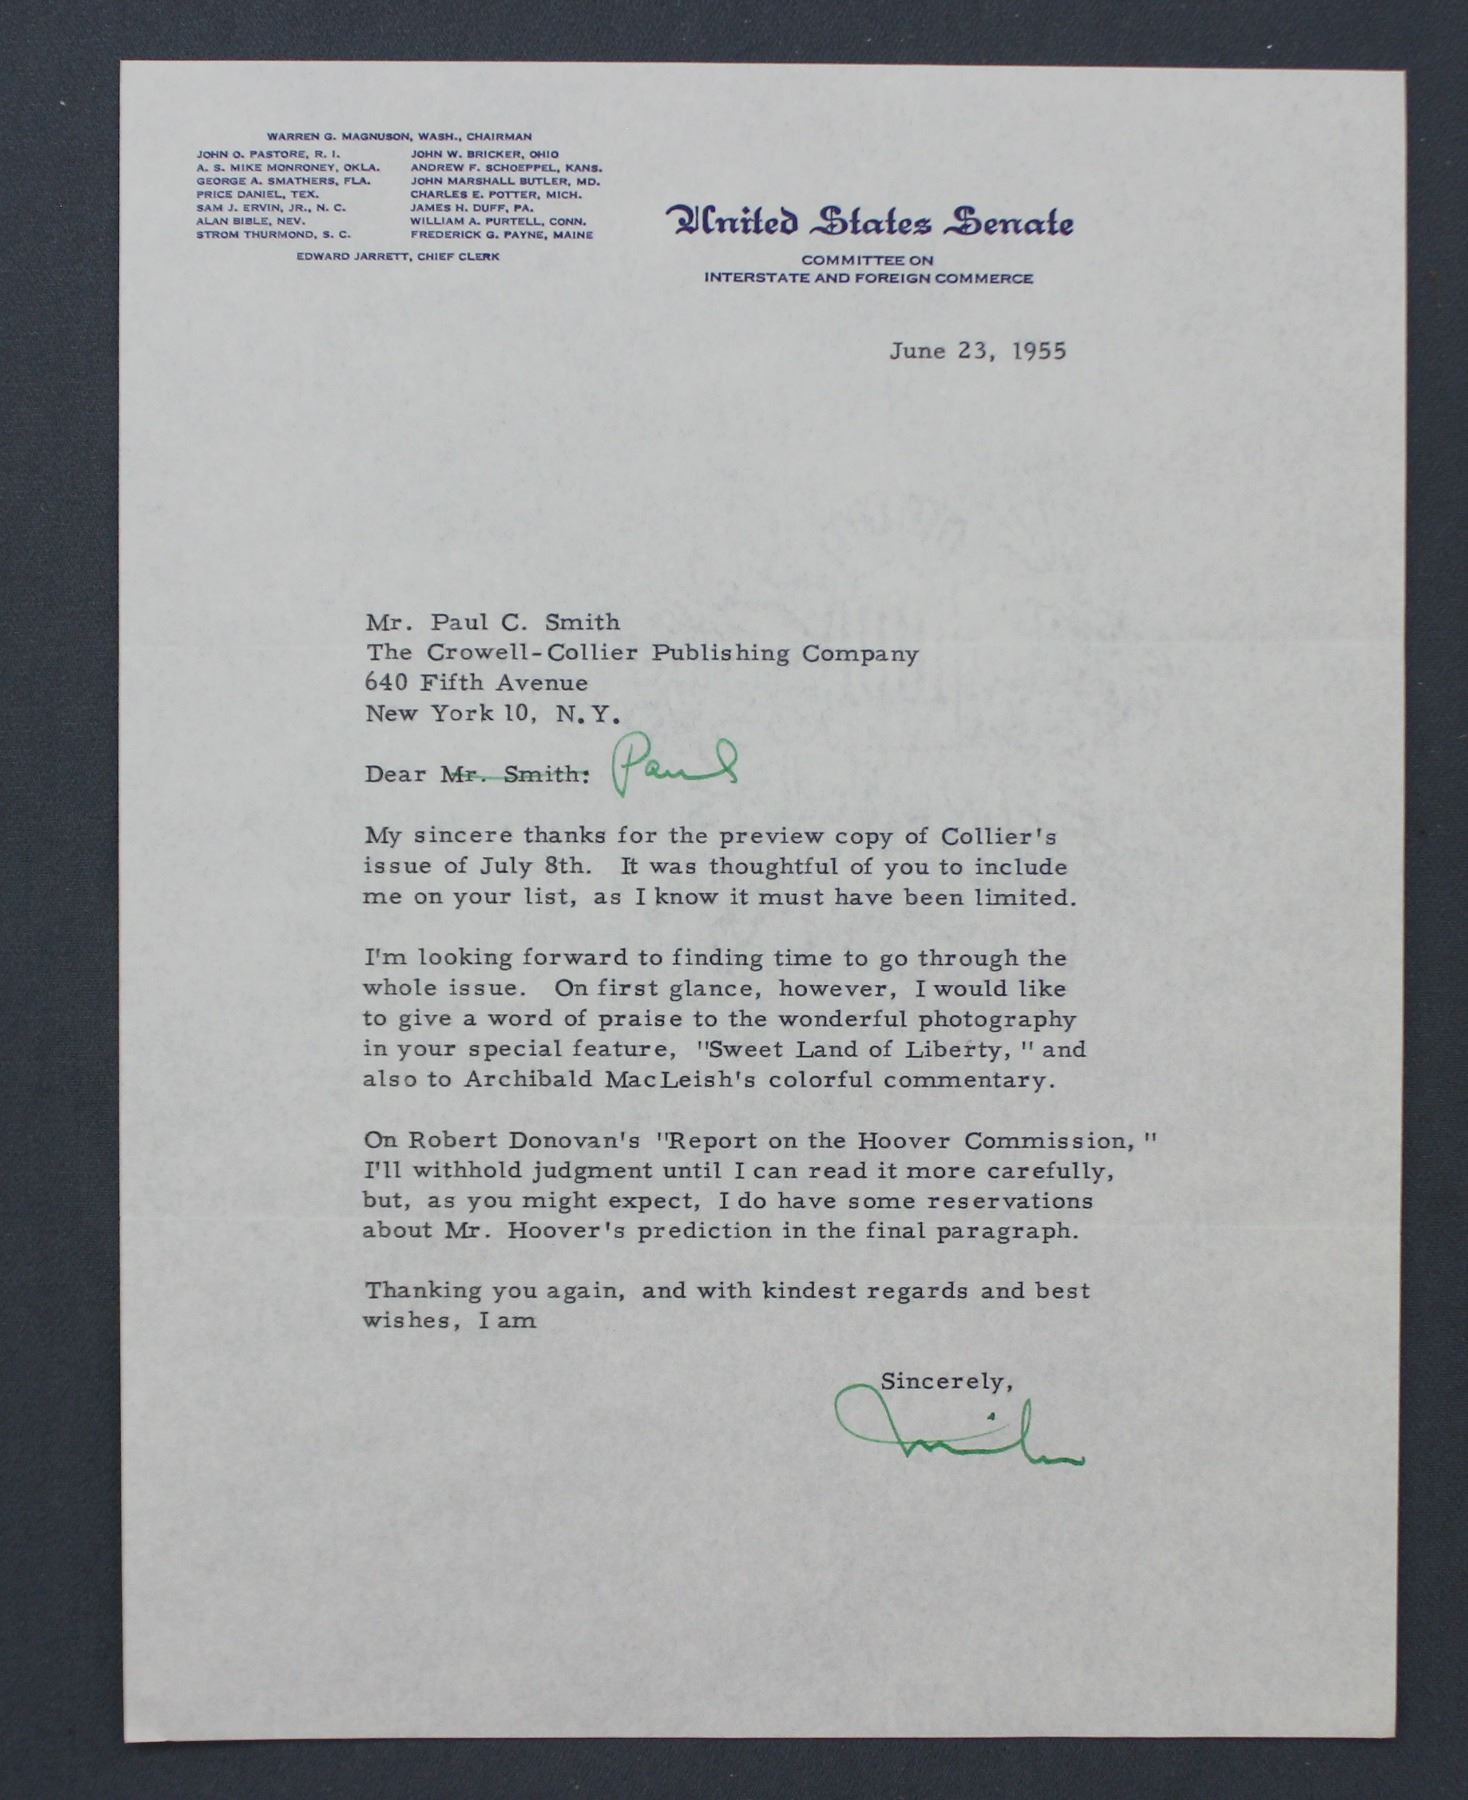 WARREN G. MAGNUSON, WASH., CHAIRMAN
JOHN O. PASTORE, R. I.
A. S. MIKE MONRONEY, OKLA.
GEORGE A. SMATHERS, FLA.
PRICE DANIEL, TEX.
SAM J. ERVIN, JR., N. C.
ALAN BIBLE, NEV.
STROM THURMOND, S. C.
JOHN W. BRICKER, OHIO
ANDREW F. SCHOEPPEL, KANS.
JOHN MARSHALL BUTLER, MD.
CHARLES E. POTTER, MICH.
JAMES H. DUFF, PA.
WILLIAM A. PURTELL, CONN.
FREDERICK G. PAYNE, MAINE
EDWARD JARRETT, CHIEF CLERK
United States Senate
COMMITTEE ON
INTERSTATE AND FOREIGN COMMERCE
June 23, 1955
Mr. Paul C. Smith
The Crowell-Collier Publishing Company
640 Fifth Avenue
New York 10, N.Y.
Dear Mr. Smith: Paul
My sincere thanks for the preview copy of Collier's
issue of July 8th. It was thoughtful of you to include
me on your list, as I know it must have been limited.
I'm looking forward to finding time to go through the
whole issue. On first glance, however, I would like
to give a word of praise to the wonderful photography
in your special feature, "Sweet Land of Liberty, " and
also to Archibald MacLeish's colorful commentary.
On Robert Donovan's "Report on the Hoover Commission, "
I'll withhold judgment until I can read it more carefully,
but, as you might expect, I do have some reservations
about Mr. Hoover's prediction in the final paragraph.
Thanking you again, and with kindest regards and best
wishes, I am
Sincerely,
Mike